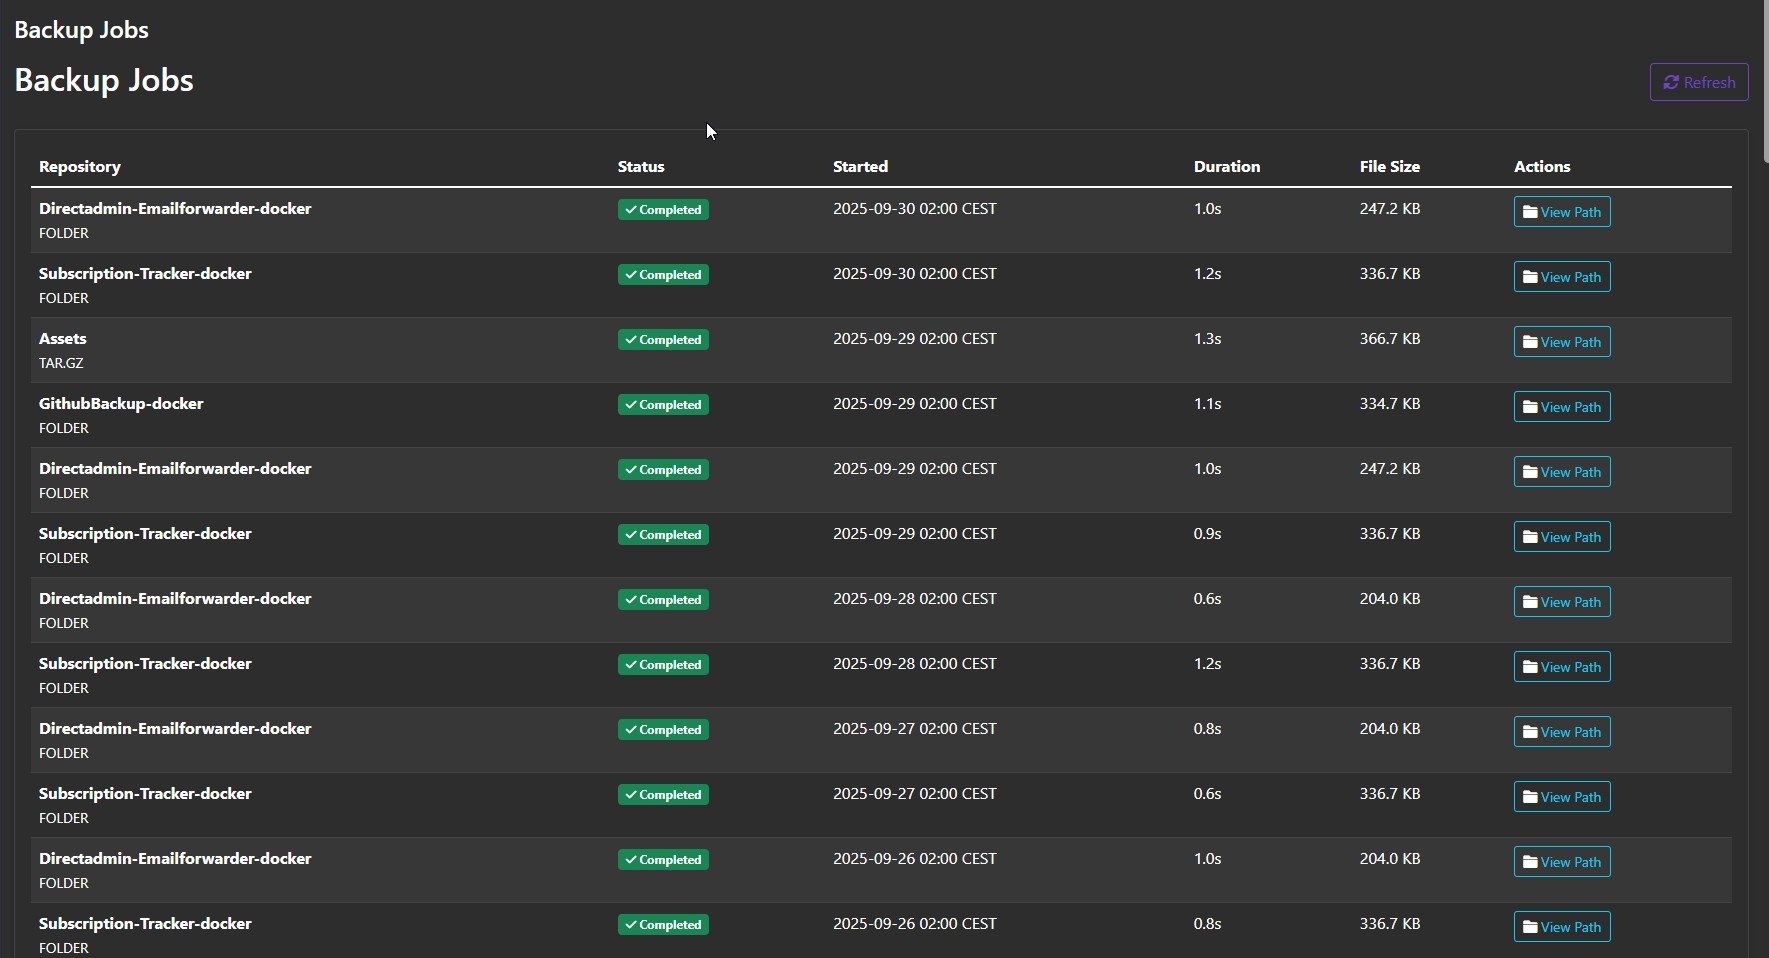 Backup Jobs
Backup Jobs
Refresh
Repository Status Started Duration File Size Actions
Directadmin-Emailforwarder-docker Completed 2025-09-30 02:00 CEST 1.0s 247.2 KB View Path
FOLDER
Subscription-Tracker-docker Completed 2025-09-30 02:00 CEST 1.2s 336.7 KB View Path
FOLDER
Assets Completed 2025-09-29 02:00 CEST 1.3s 366.7 KB View Path
TAR.GZ
GithubBackup-docker Completed 2025-09-29 02:00 CEST 1.1s 334.7 KB View Path
FOLDER
Directadmin-Emailforwarder-docker Completed 2025-09-29 02:00 CEST 1.0s 247.2 KB View Path
FOLDER
Subscription-Tracker-docker Completed 2025-09-29 02:00 CEST 0.9s 336.7 KB View Path
FOLDER
Directadmin-Emailforwarder-docker Completed 2025-09-28 02:00 CEST 0.6s 204.0 KB View Path
FOLDER
Subscription-Tracker-docker Completed 2025-09-28 02:00 CEST 1.2s 336.7 KB View Path
FOLDER
Directadmin-Emailforwarder-docker Completed 2025-09-27 02:00 CEST 0.8s 204.0 KB View Path
FOLDER
Subscription-Tracker-docker Completed 2025-09-27 02:00 CEST 0.6s 336.7 KB View Path
FOLDER
Directadmin-Emailforwarder-docker Completed 2025-09-26 02:00 CEST 1.0s 204.0 KB View Path
FOLDER
Subscription-Tracker-docker Completed 2025-09-26 02:00 CEST 0.8s 336.7 KB View Path
FOLDER